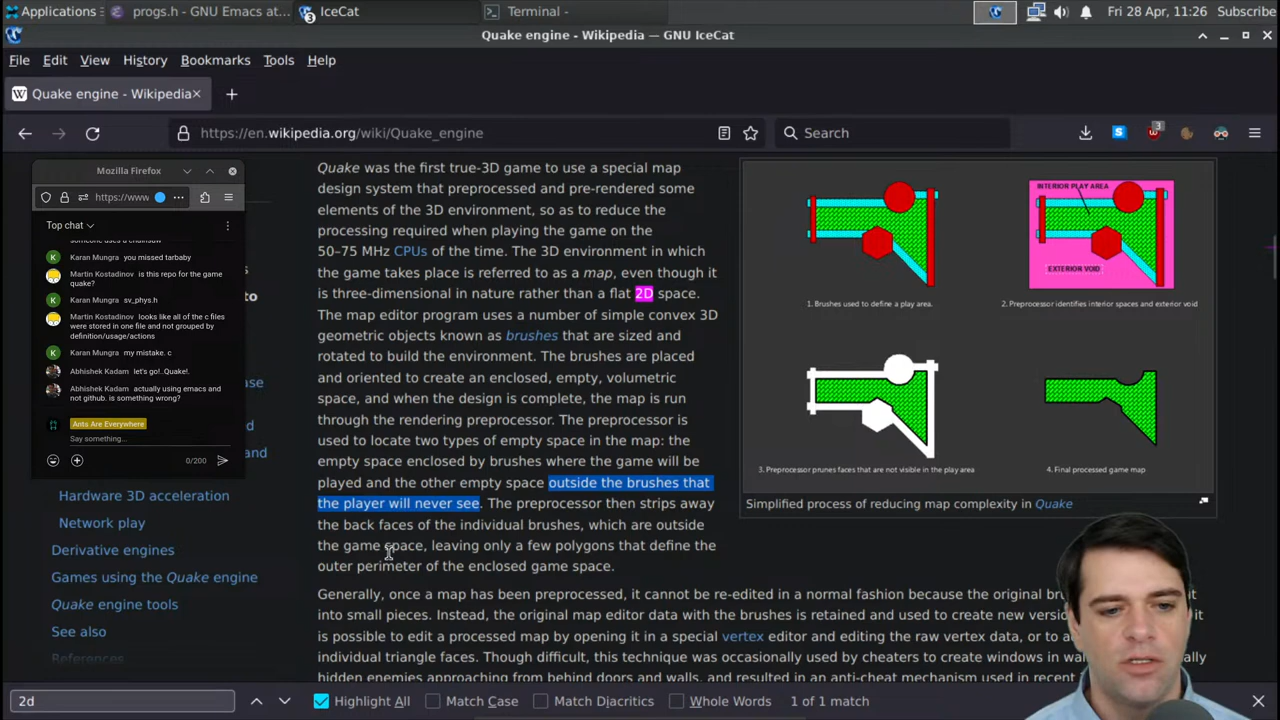 Applications
progs.h - GNU Emacs at...
IceCat
3
Terminal -
Fri 28 Apr, 11:26
Subscribe
Quake engine - Wikipedia — GNU IceCat
File
Edit
View
History
Bookmarks
Tools
Help
Quake engine - Wikipedia
https://en.wikipedia.org/wiki/Quake_engine
Search
3
Mozilla Firefox
https://www
Top chat
someone uses a chainsaw
Karan Mungra you missed tarbaby
Martin Kostadinov is this repo for the game
quake?
Karan Mungra sv_phys.h
Martin Kostadinov looks like all of the c files
were stored in one file and not grouped by
definition/usage/actions
Karan Mungra my mistake. c
Abhishek Kadam let's go!..Quake!.
Abhishek Kadam actually using emacs and
not github. is something wrong?
Ants Are Everywhere
Say something...
0/200
to
ase
and
Hardware 3D acceleration
Network play
Derivative engines
Games using the Quake engine
Quake engine tools
See also
References
Quake was the first true-3D game to use a special map
design system that preprocessed and pre-rendered some
elements of the 3D environment, so as to reduce the
processing required when playing the game on the
50–75 MHz CPUs of the time. The 3D environment in which
the game takes place is referred to as a map, even though it
is three-dimensional in nature rather than a flat 2D space.
The map editor program uses a number of simple convex 3D
geometric objects known as brushes that are sized and
rotated to build the environment. The brushes are placed
and oriented to create an enclosed, empty, volumetric
space, and when the design is complete, the map is run
through the rendering preprocessor. The preprocessor is
used to locate two types of empty space in the map: the
empty space enclosed by brushes where the game will be
played and the other empty space outside the brushes that
the player will never see. The preprocessor then strips away
the back faces of the individual brushes, which are outside
the game space, leaving only a few polygons that define the
outer perimeter of the enclosed game space.
INTERIOR PLAY AREA
EXTERIOR VOID
1. Brushes used to define a play area.
2. Preprocessor identifies interior spaces and exterior void
3. Preprocessor prunes faces that are not visible in the play area
4. Final processed game map
Simplified process of reducing map complexity in Quake
Generally, once a map has been preprocessed, it cannot be re-edited in a normal fashion because the original br
it
into small pieces. Instead, the original map editor data with the brushes is retained and used to create new versi
it
is possible to edit a processed map by opening it in a special vertex editor and editing the raw vertex data, or to a
individual triangle faces. Though difficult, this technique was occasionally used by cheaters to create windows in wa
ally
hidden enemies approaching from behind doors and walls, and resulted in an anti-cheat mechanism used in recent
2d
Highlight All
Match Case
Match Diacritics
Whole Words
1 of 1 match